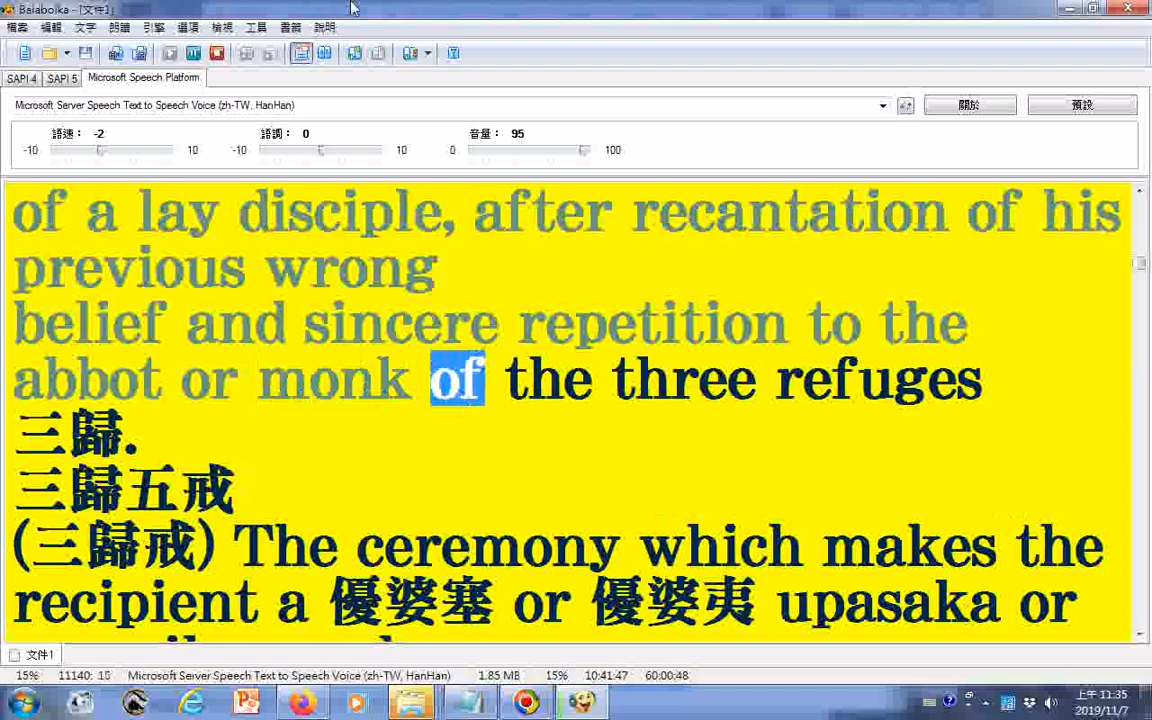 Balabolka - [文件1]
檔案 編輯 文字 朗讀 引擎 選項 檢視 工具 書籤 說明
SAPI 4 SAPI 5 Microsoft Speech Platform
Microsoft Server Speech Text to Speech Voice (zh-TW, HanHan) 關於 預設
語速： -2 語調： 0 音量： 95
-10 10 -10 10 0 100
of a lay disciple, after recantation of his
previous wrong
belief and sincere repetition to the
abbot or monk of the three refuges
三歸.
三歸五戒
(三歸戒) The ceremony which makes the
recipient a 優婆塞 or 優婆夷 upasaka or
文件1
15% 11140: 15 Microsoft Server Speech Text to Speech Voice (zh-TW, HanHan) 1.85 MB 15% 10:41:47 60:00:48
上午 11:35
2019/11/7